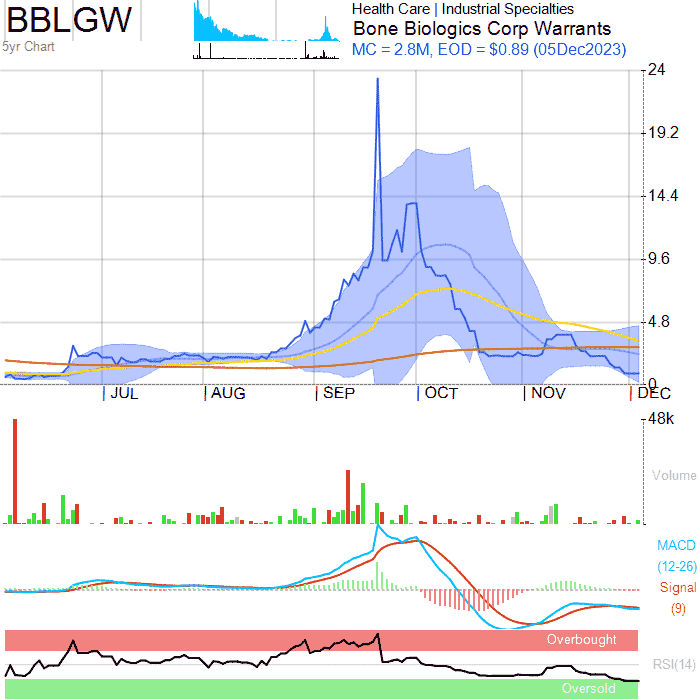 BBLGW
5yr Chart
Health Care | Industrial Specialties
Bone Biologics Corp Warrants
MC = 2.8M, EOD = $0.89 (05Dec2023)
24
19.2
14.4
9.6
4.8
0
JUL AUG SEP OCT NOV DEC
48k
Volume
MACD
(12-26)
Signal
(9)
Overbought
RSI(14)
Oversold